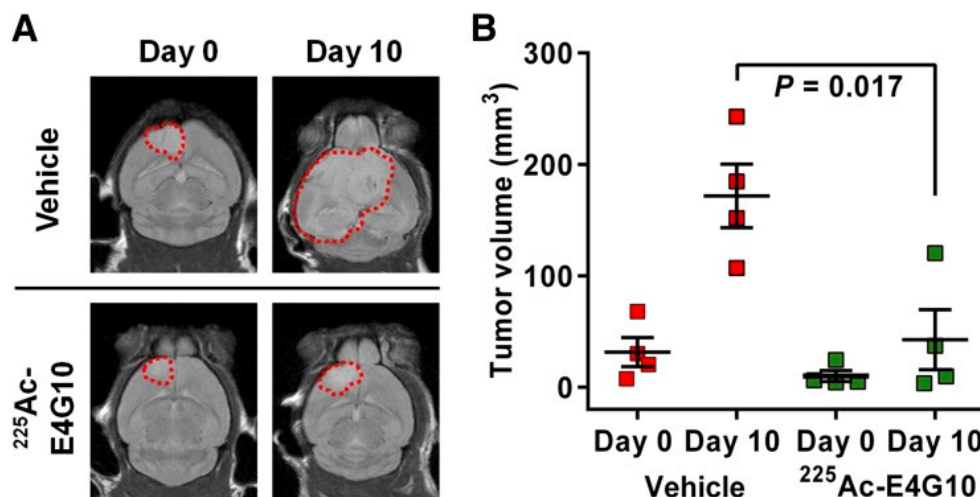 A
Day 0 Day 10
Vehicle
²²⁵Ac-
E4G10
B
Tumor volume (mm³)
300
200
100
0
P = 0.017
Day 0 Day 10 Day 0 Day 10
Vehicle ²²⁵Ac-E4G10